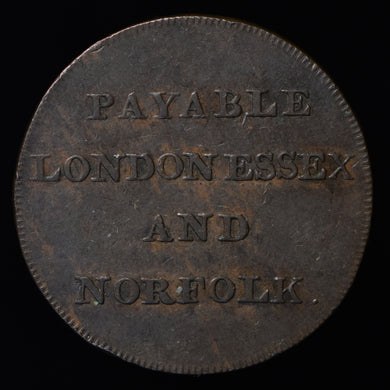 PAYABLE
LONDON ESSEX
AND
NORFOLK.